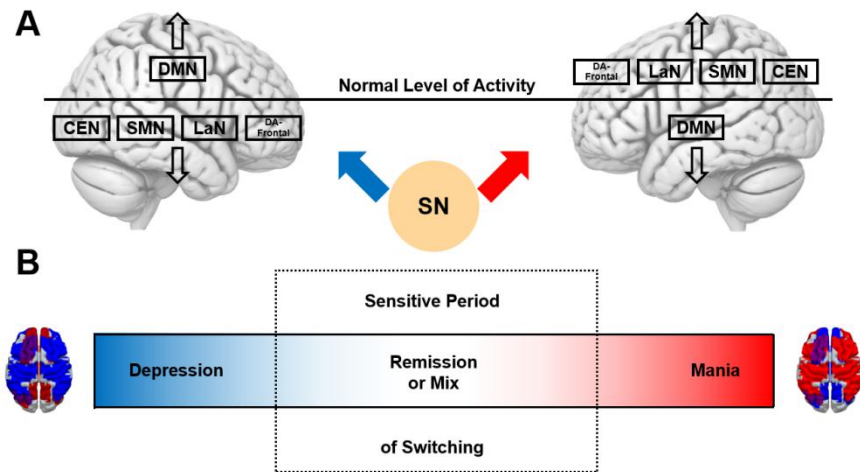 A
DMN
CEN SMN LaN DA-Frontal
Normal Level of Activity
SN
DA-Frontal LaN SMN CEN
DMN
B
Sensitive Period
Depression
Remission
or Mix
Mania
of Switching